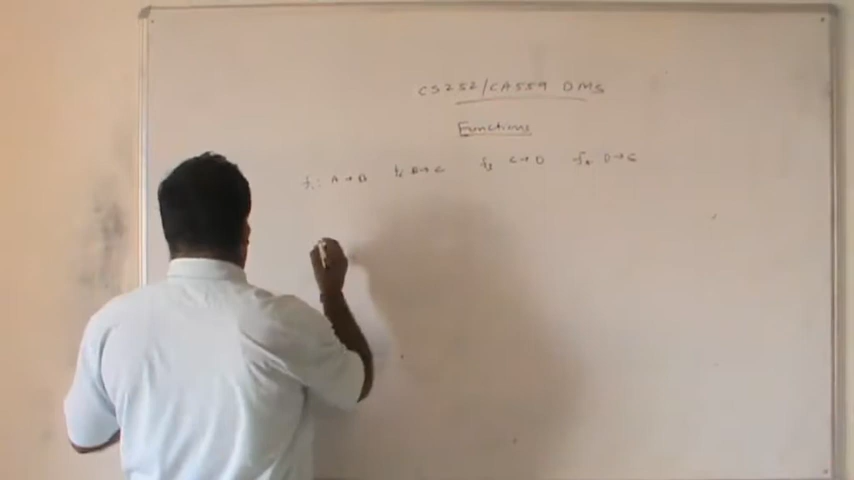 CS252/CA559 DMS
Functions
f₁: A→B f₂ B→C f₃ C→D f₄ D→E